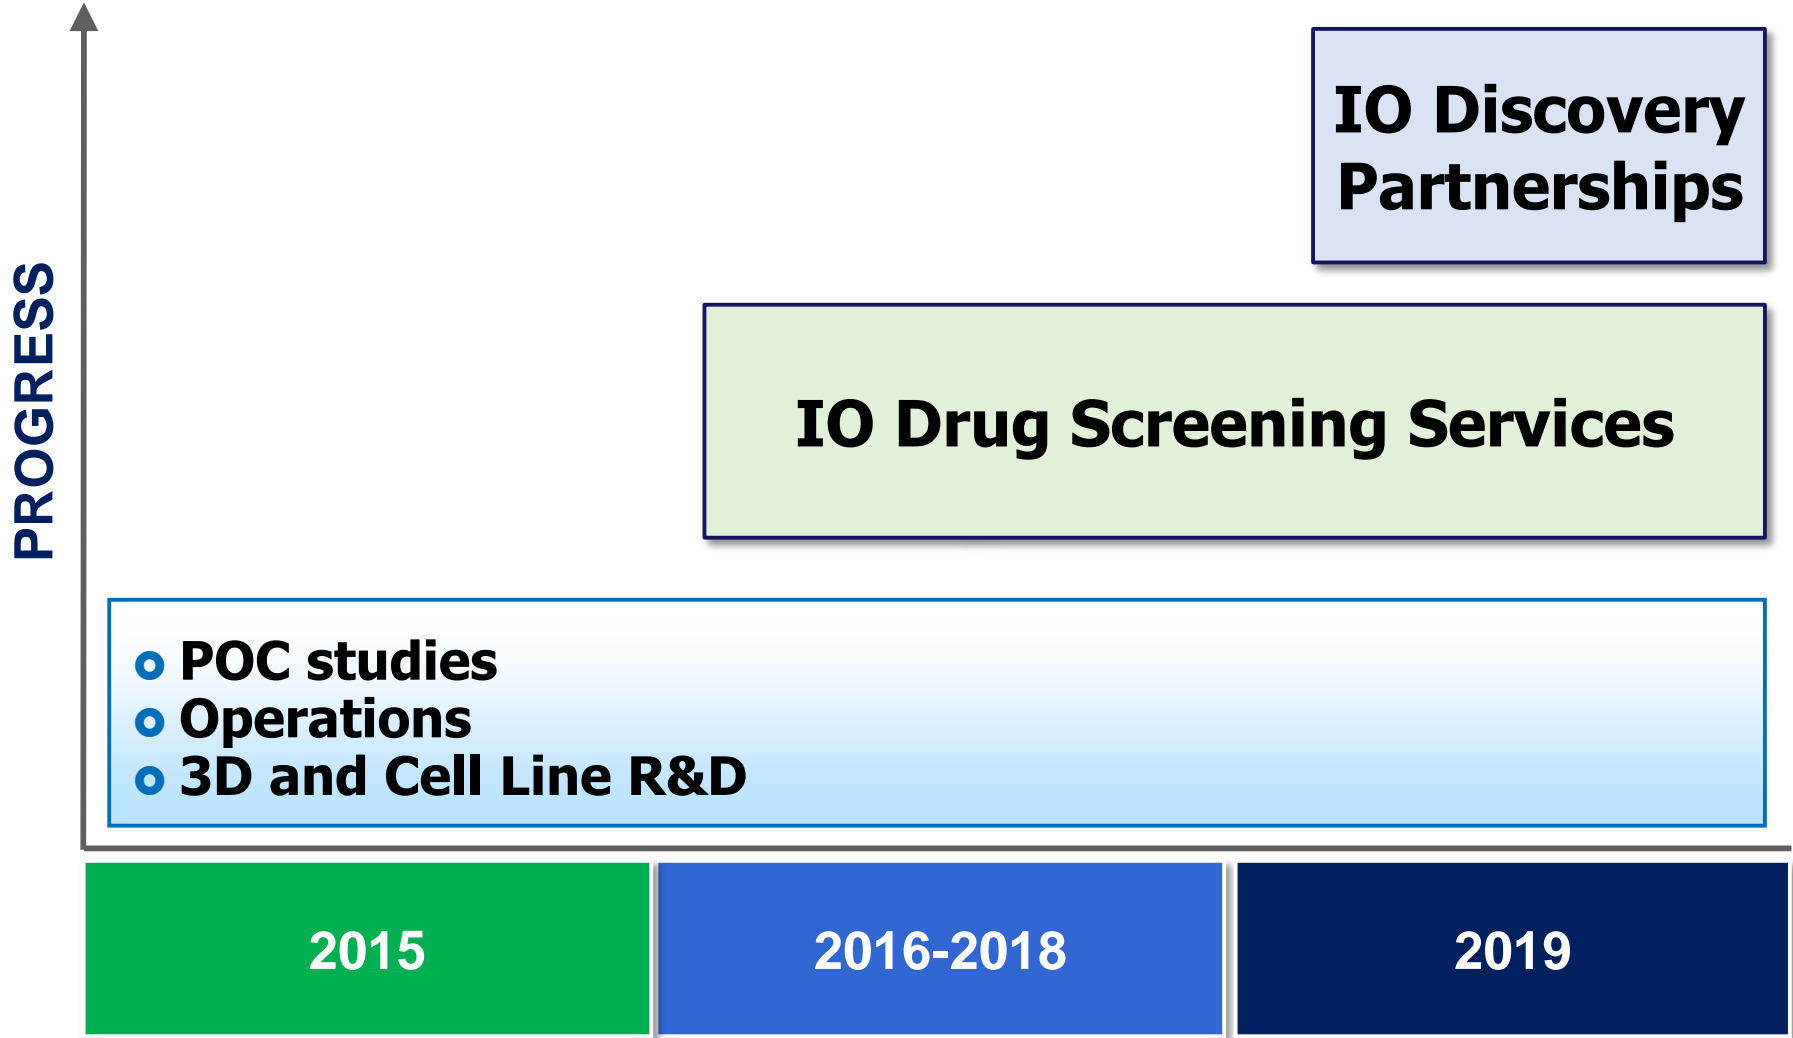 PROGRESS
IO Discovery
Partnerships
IO Drug Screening Services
POC studies
Operations
3D and Cell Line R&D
2015
2016-2018
2019